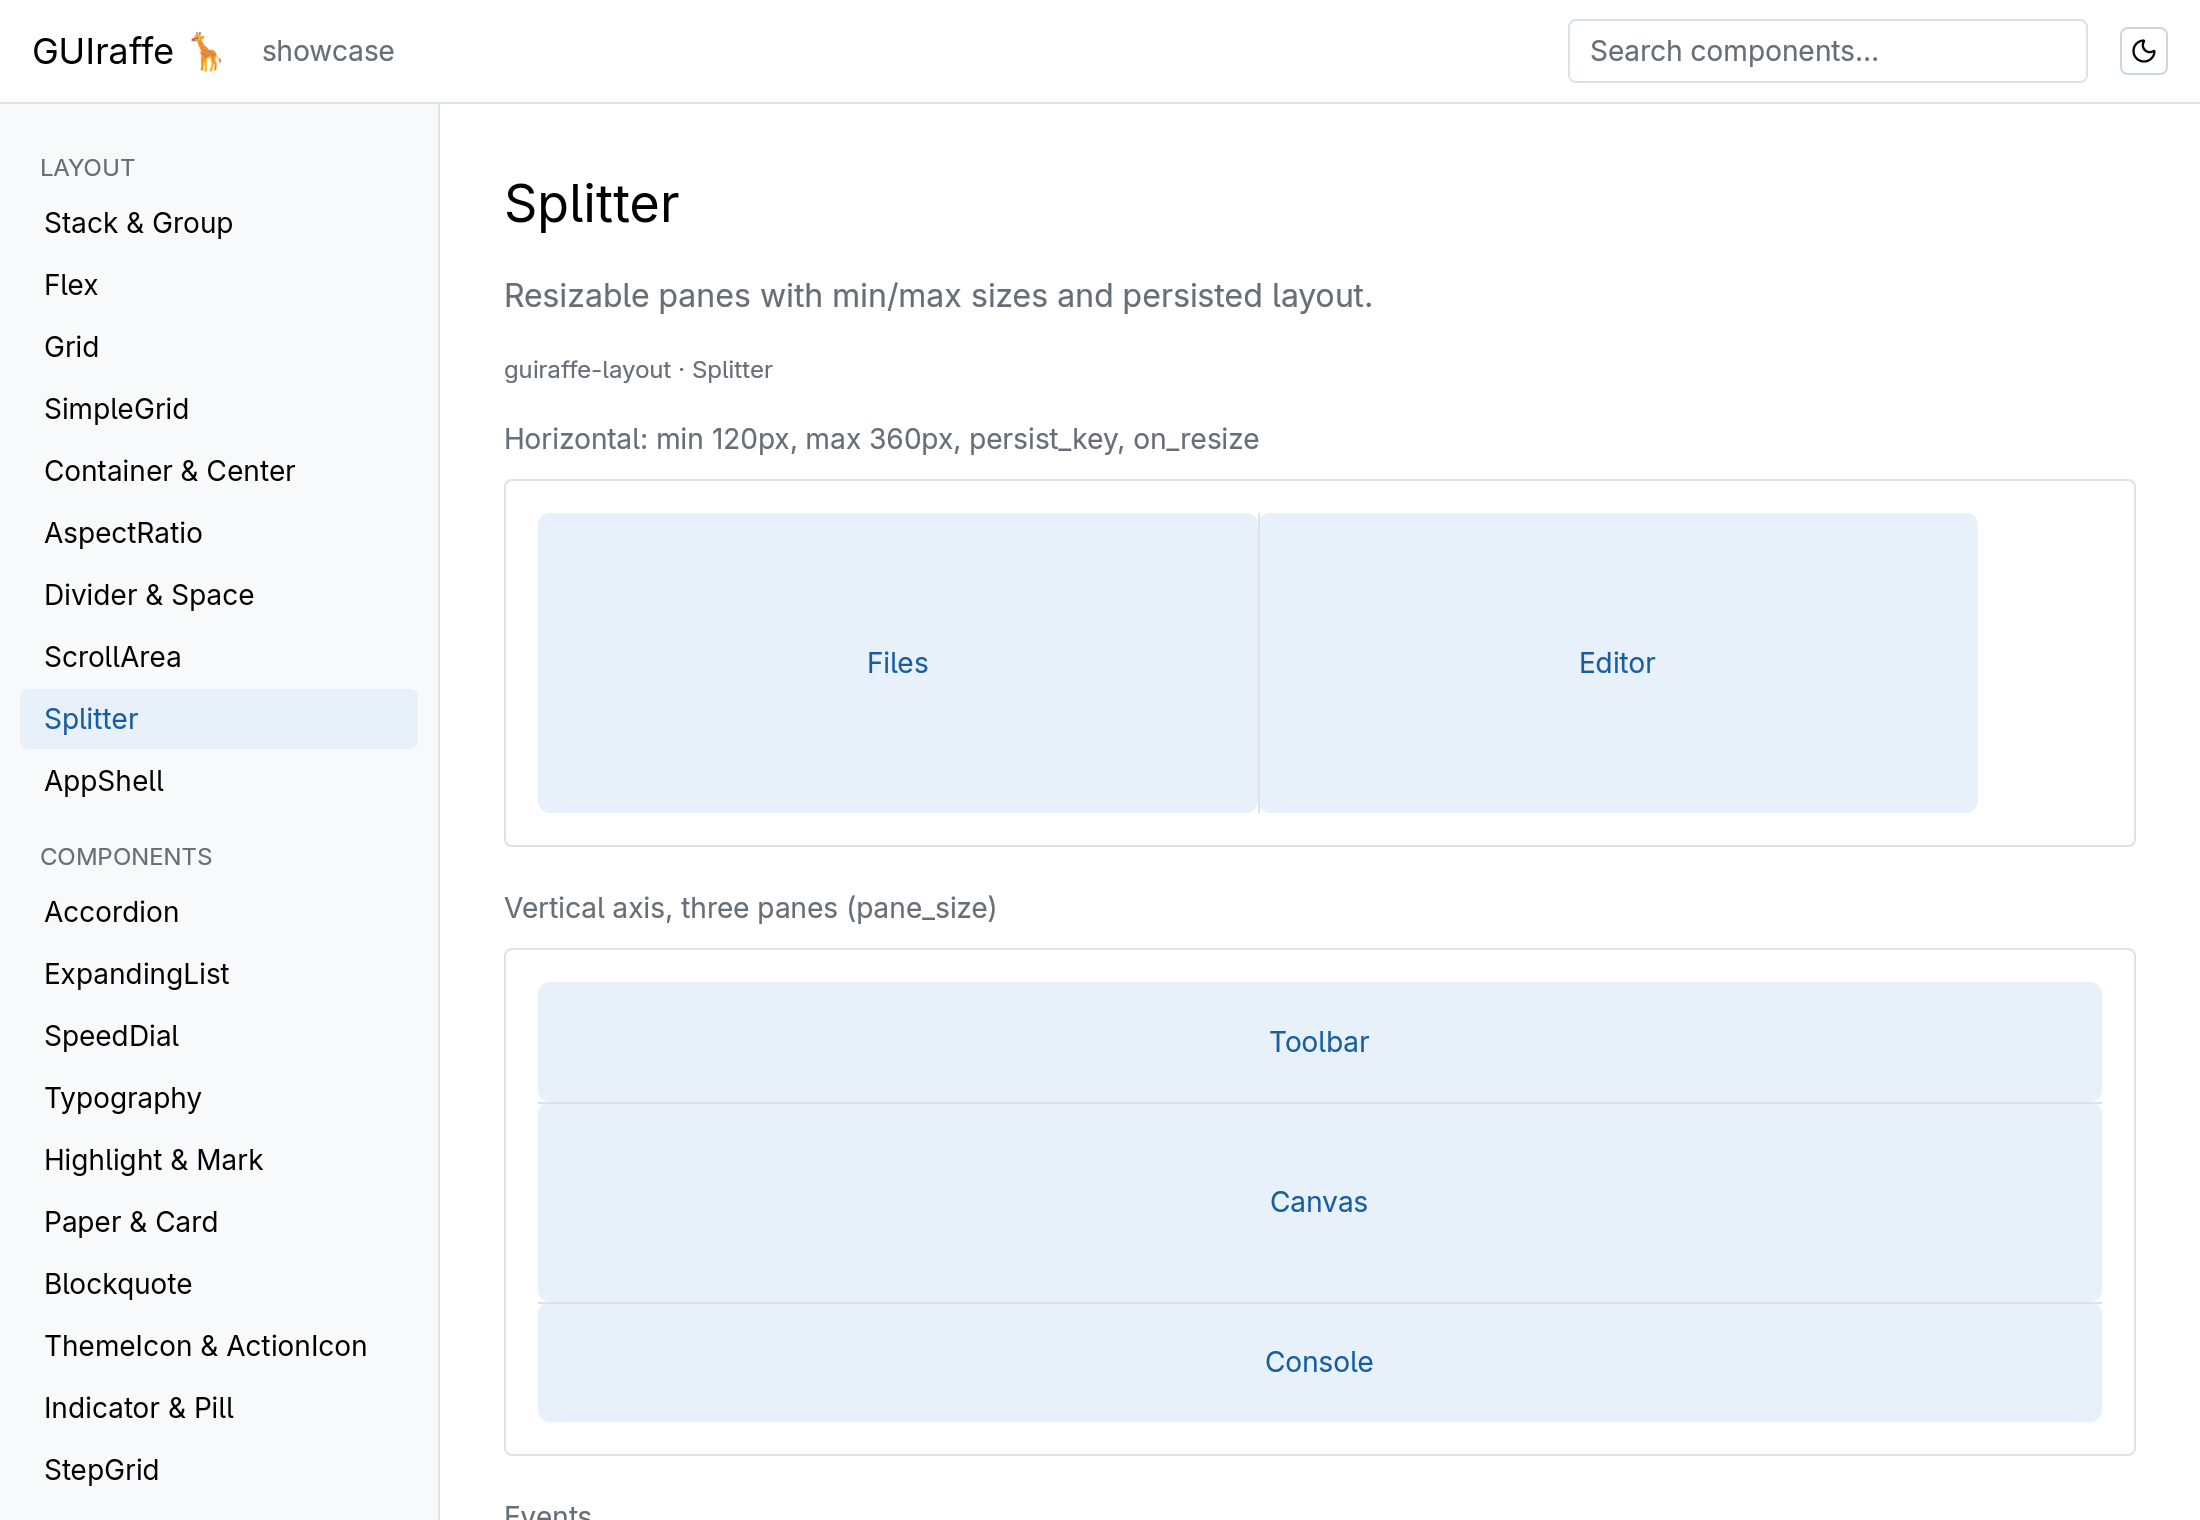 GUIraffe 🦒 showcase
Search components...
LAYOUT
Stack & Group
Flex
Grid
SimpleGrid
Container & Center
AspectRatio
Divider & Space
ScrollArea
Splitter
AppShell
COMPONENTS
Accordion
ExpandingList
SpeedDial
Typography
Highlight & Mark
Paper & Card
Blockquote
ThemeIcon & ActionIcon
Indicator & Pill
StepGrid
Splitter
Resizable panes with min/max sizes and persisted layout.
guiraffe-layout · Splitter
Horizontal: min 120px, max 360px, persist_key, on_resize
Files
Editor
Vertical axis, three panes (pane_size)
Toolbar
Canvas
Console
Events